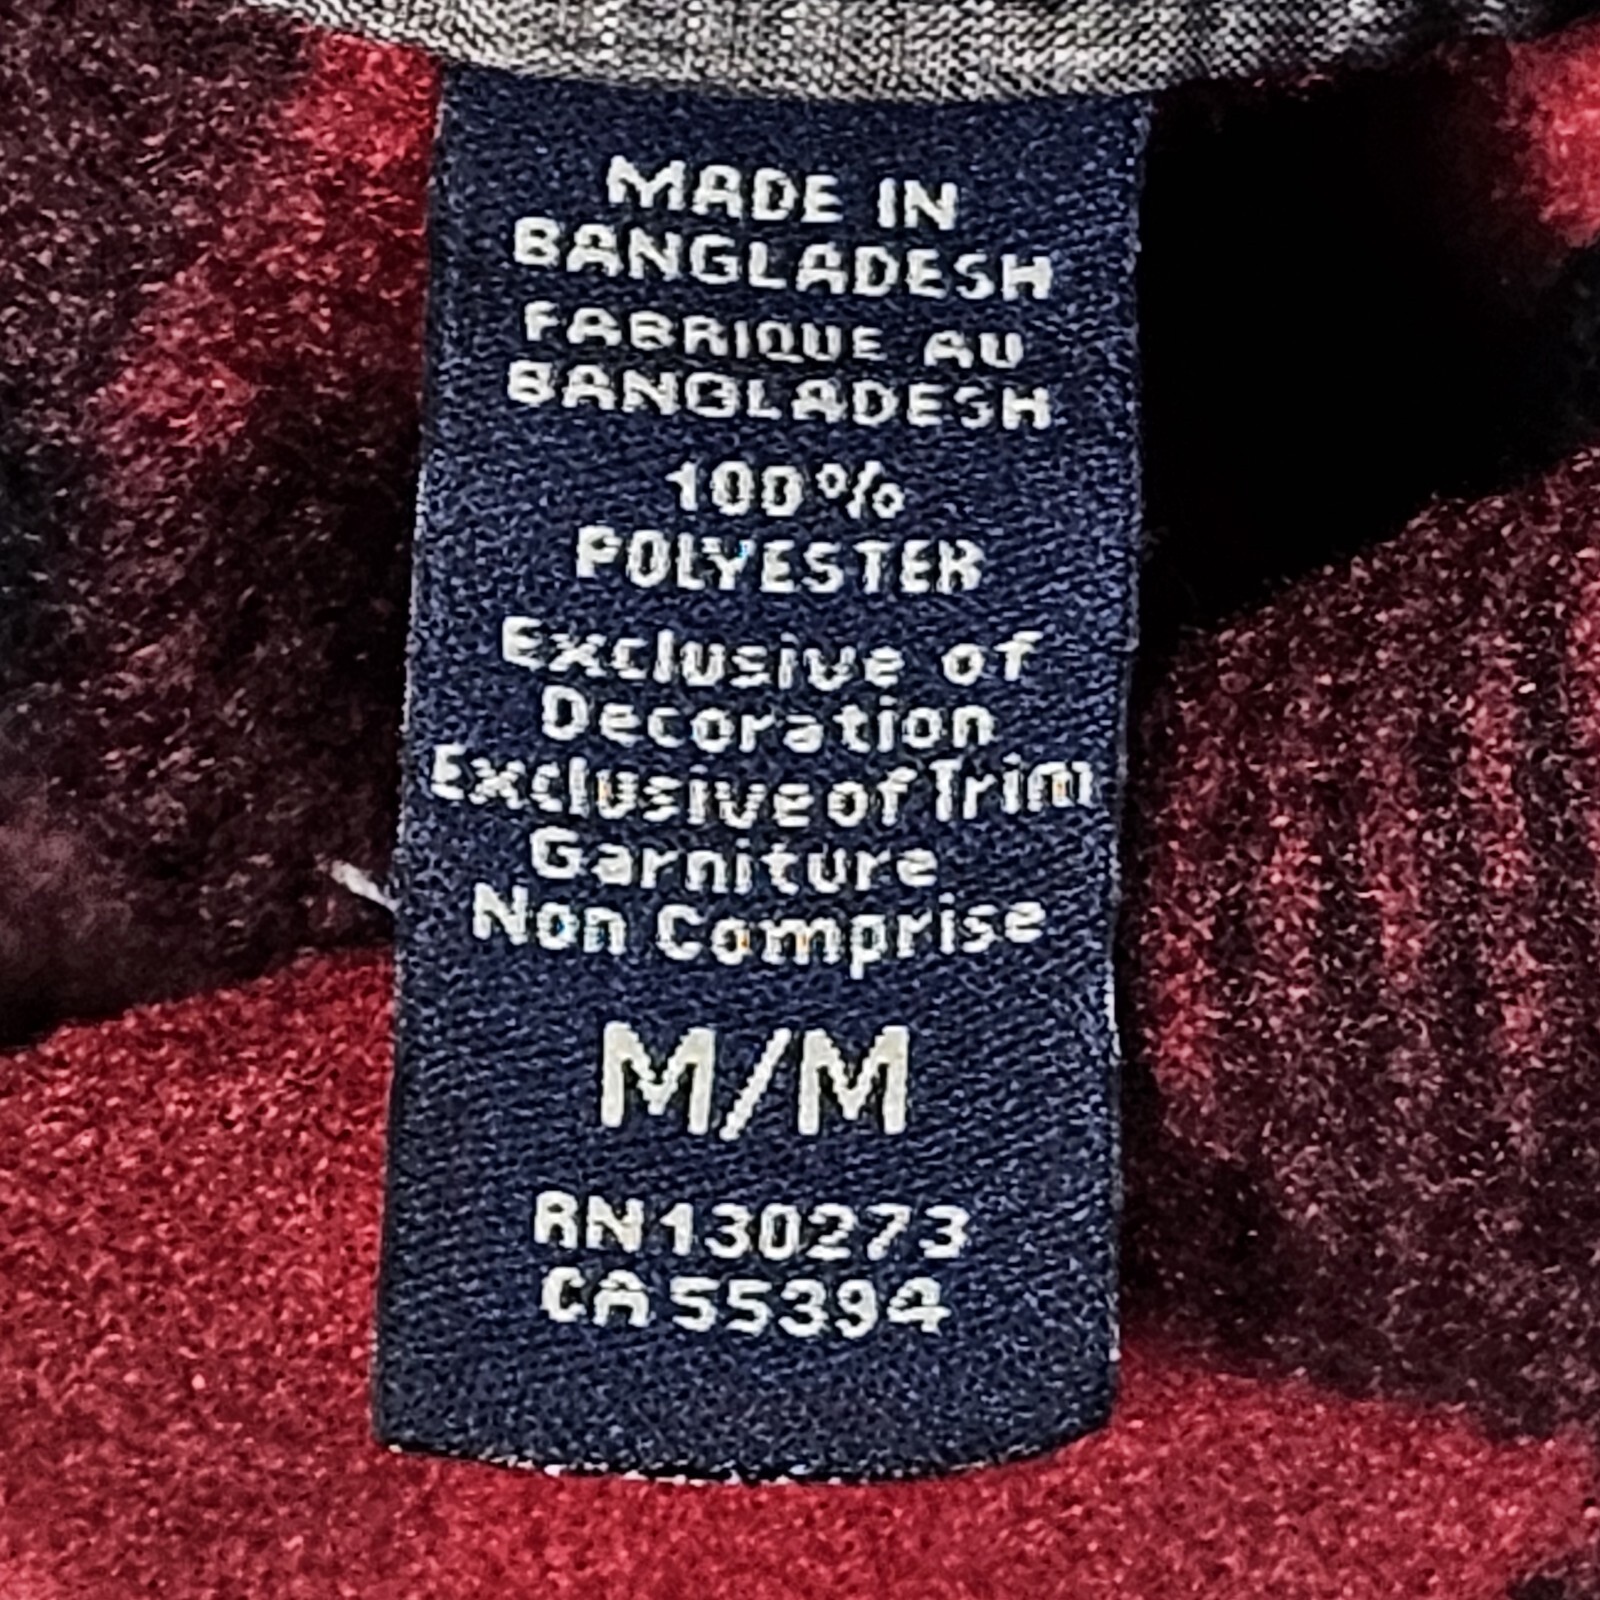 MADE IN
BANGLADESH
FABRIQUE AU
BANGLADESH
100%
POLYESTER
Exclusive of
Decoration
Exclusive of Trim
Garniture
Non Comprise
M/M
RN130273
CA55394